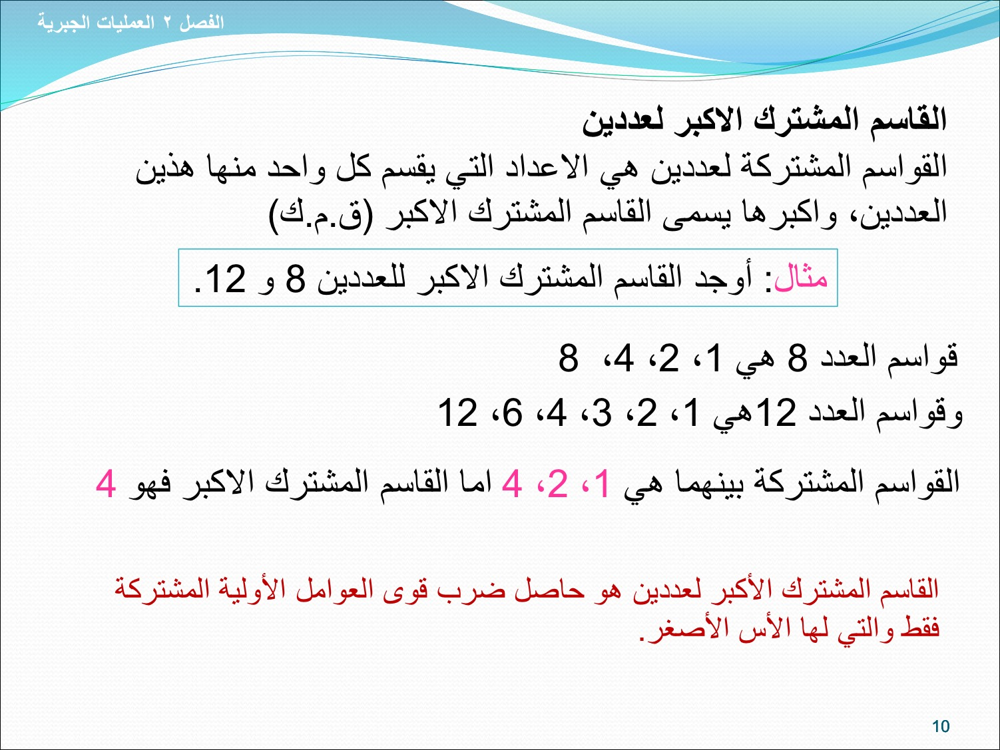 الفصل ٢ العمليات الجبرية
القاسم المشترك الاكبر لعددين
القواسم المشتركة لعددين هي الاعداد التي يقسم كل واحد منها هذين
العددين، واكبرها يسمى القاسم المشترك الاكبر (ق.م.ك)
مثال: أوجد القاسم المشترك الاكبر للعددين 8 و 12.
قواسم العدد 8 هي 1، 2، 4، 8
وقواسم العدد 12هي 1، 2، 3، 4، 6، 12
القواسم المشتركة بينهما هي 1، 2، 4 اما القاسم المشترك الاكبر فهو 4
القاسم المشترك الأكبر لعددين هو حاصل ضرب قوى العوامل الأولية المشتركة
فقط والتي لها الأس الأصغر.
10